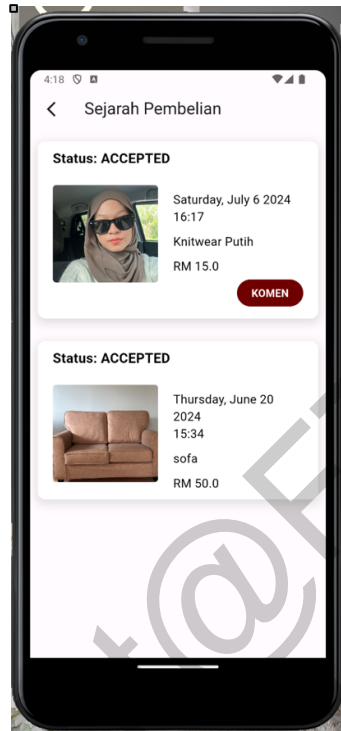 4:18
Sejarah Pembelian
Status: ACCEPTED
Saturday, July 6 2024
16:17
Knitwear Putih
RM 15.0
KOMEN
Status: ACCEPTED
Thursday, June 20
2024
15:34
sofa
RM 50.0